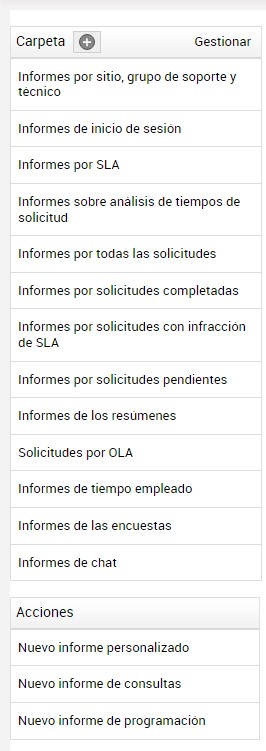 Carpeta
Gestionar
Informes por sitio, grupo de soporte y
técnico
Informes de inicio de sesión
Informes por SLA
Informes sobre análisis de tiempos de
solicitud
Informes por todas las solicitudes
Informes por solicitudes completadas
Informes por solicitudes con infracción
de SLA
Informes por solicitudes pendientes
Informes de los resúmenes
Solicitudes por OLA
Informes de tiempo empleado
Informes de las encuestas
Informes de chat
Acciones
Nuevo informe personalizado
Nuevo informe de consultas
Nuevo informe de programación